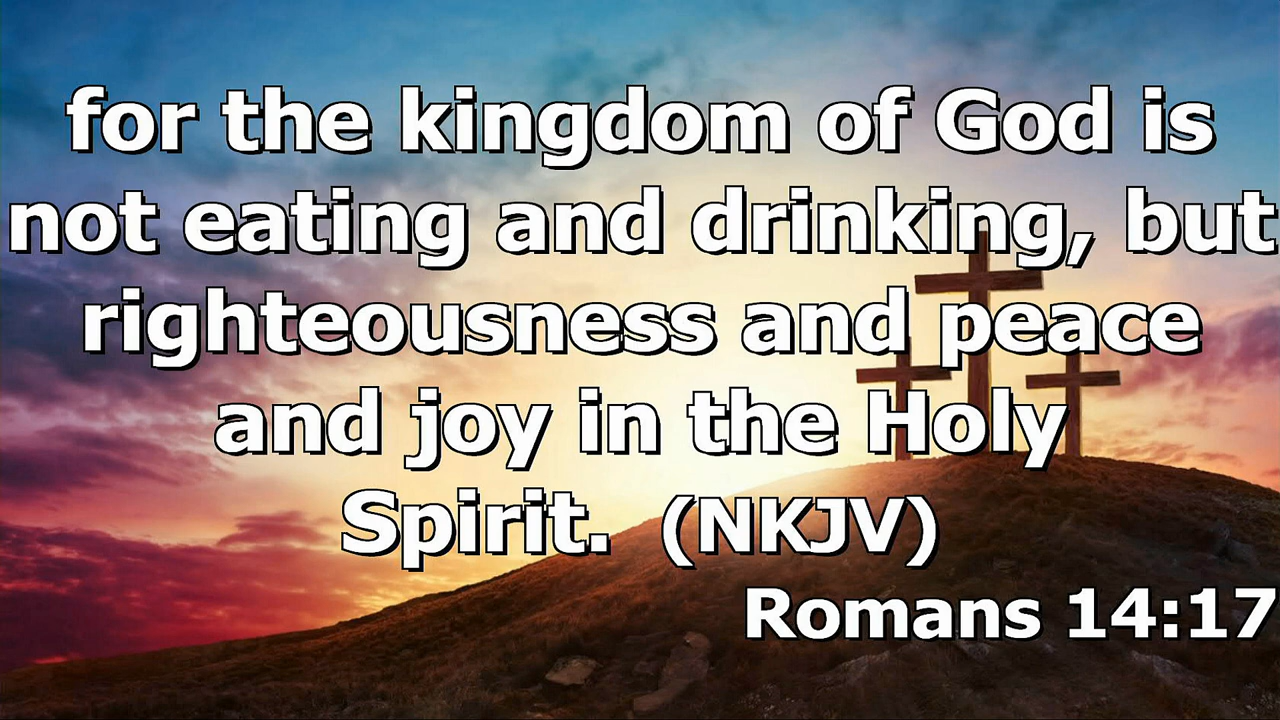 for the kingdom of God is
not eating and drinking, but
righteousness and peace
and joy in the Holy
Spirit. (NKJV)
Romans 14:17